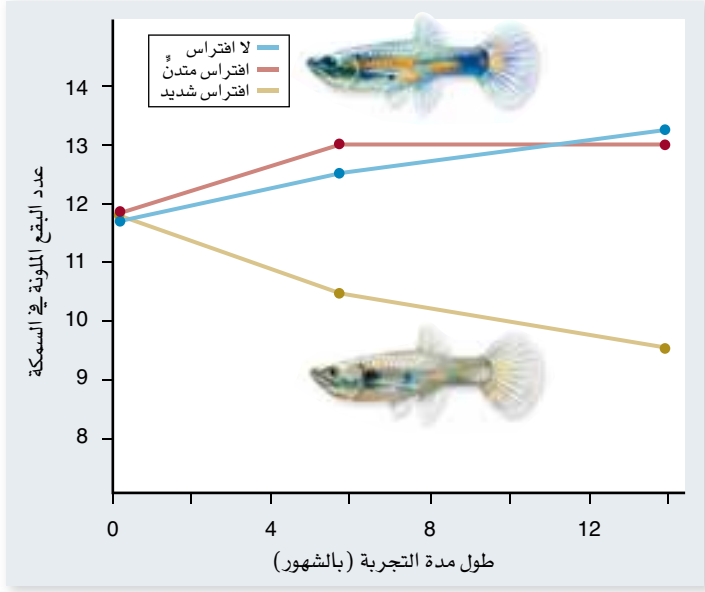 لا افتراس
افتراس متدنٍّ
افتراس شديد
عدد البقع الملونة في السمكة
14
13
12
11
10
9
8
0
4
8
12
طول مدة التجربة (بالشهور)